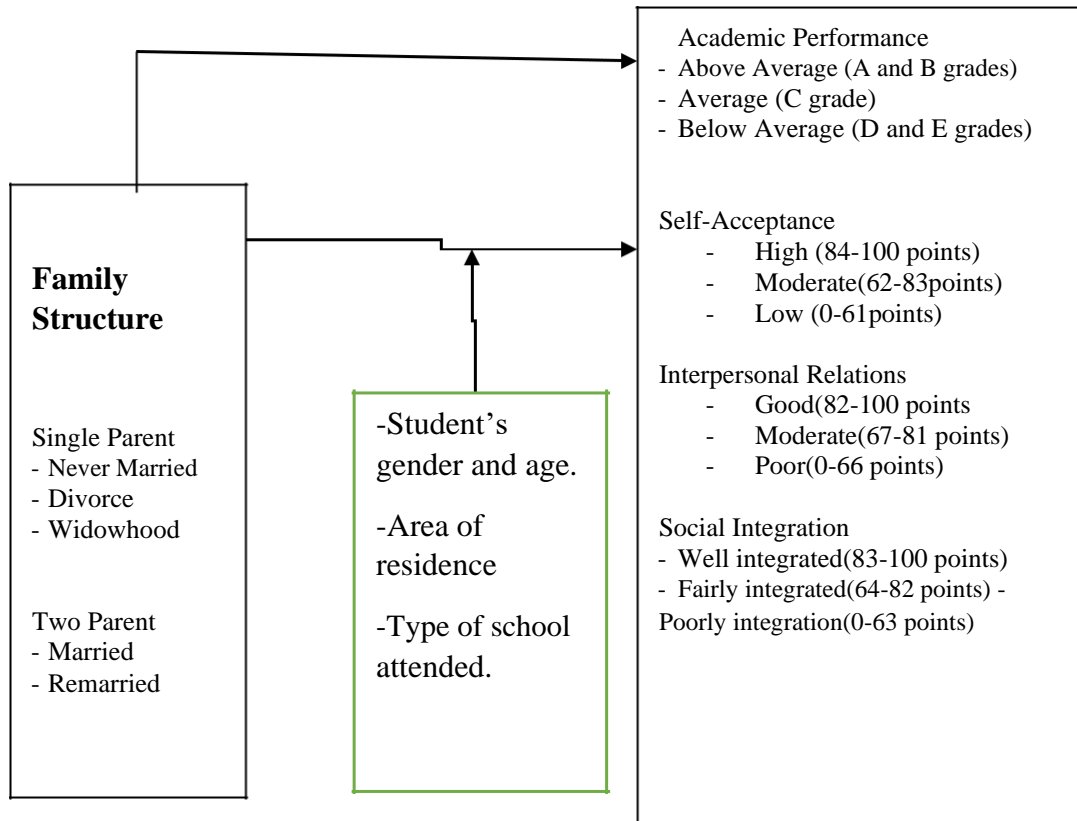 Family
Structure
Single Parent
- Never Married
- Divorce
- Widowhood
Two Parent
- Married
- Remarried
-Student’s
gender and age.
-Area of
residence
-Type of school
attended.
Academic Performance
- Above Average (A and B grades)
- Average (C grade)
- Below Average (D and E grades)
Self-Acceptance
- High (84-100 points)
- Moderate(62-83points)
- Low (0-61points)
Interpersonal Relations
- Good(82-100 points
- Moderate(67-81 points)
- Poor(0-66 points)
Social Integration
- Well integrated(83-100 points)
- Fairly integrated(64-82 points) -
Poorly integration(0-63 points)